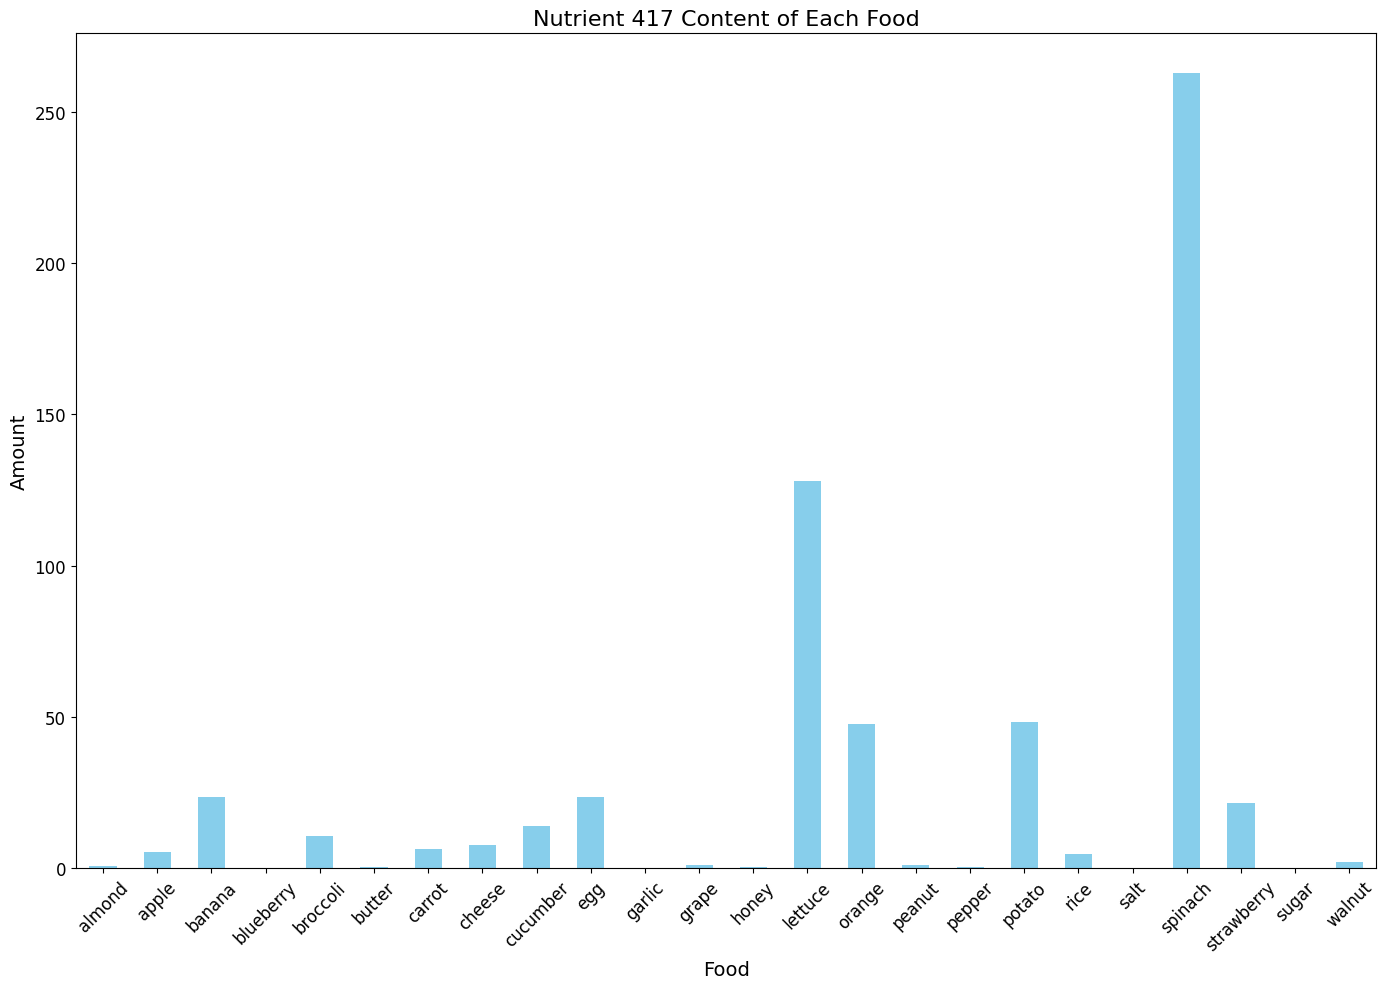 Nutrient 417 Content of Each Food
250
200
150
100
50
0
Amount
almond
apple
banana
blueberry
broccoli
butter
carrot
cheese
cucumber
egg
garlic
grape
honey
lettuce
orange
peanut
pepper
potato
rice
salt
spinach
strawberry
sugar
walnut
Food